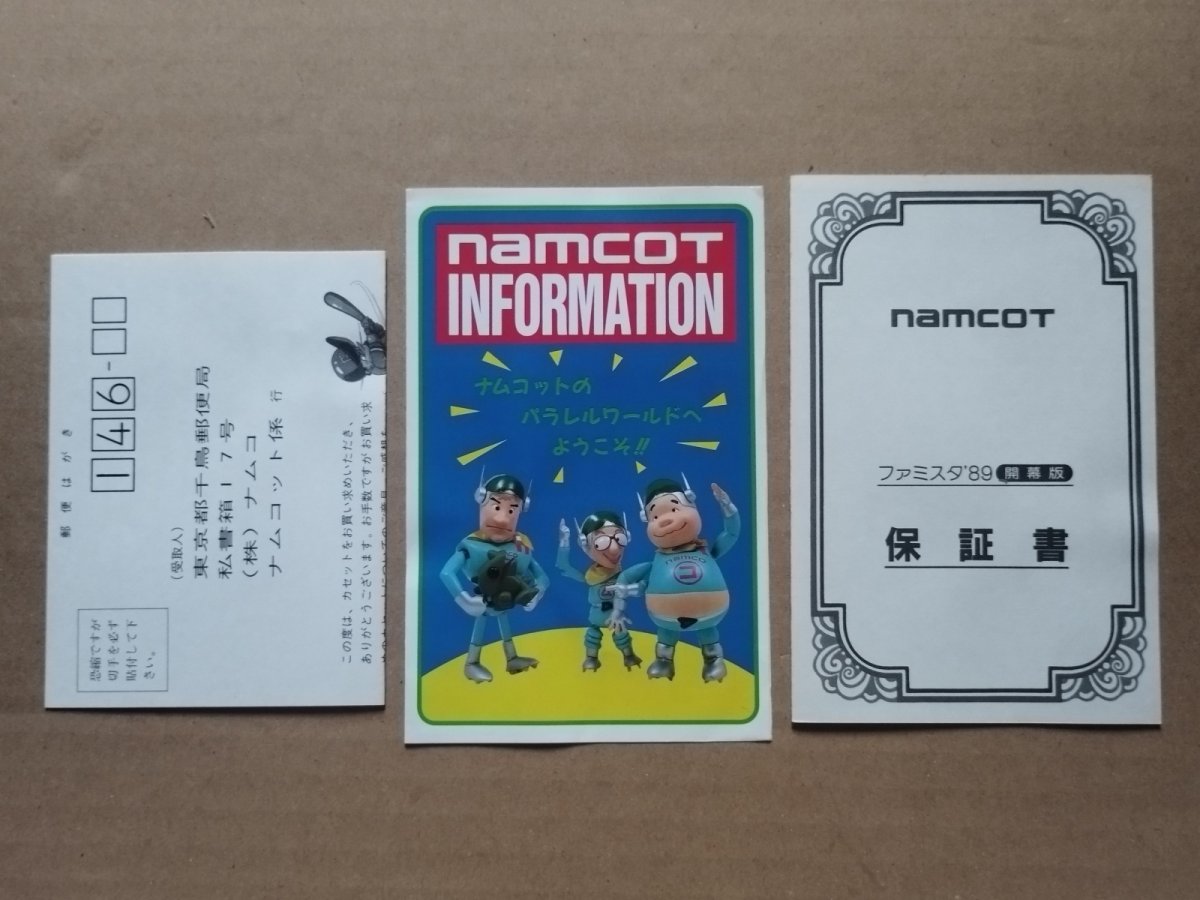 郵便はがき
146-
(受取人)
東京都千鳥郵便局
私書箱17号
(株)ナムコ
ナムコット係 行
恐縮ですが
切手を必ず
貼付して下
さい。
この度は、カセットをお買い求めいただき、
ありがとうございます。お手数ですがお買い求
namcot
INFORMATION
ナムコットの
パラレルワールドへ
ようこそ!!
namco
コ
namcot
ファミスタ'89 開幕版
保証書